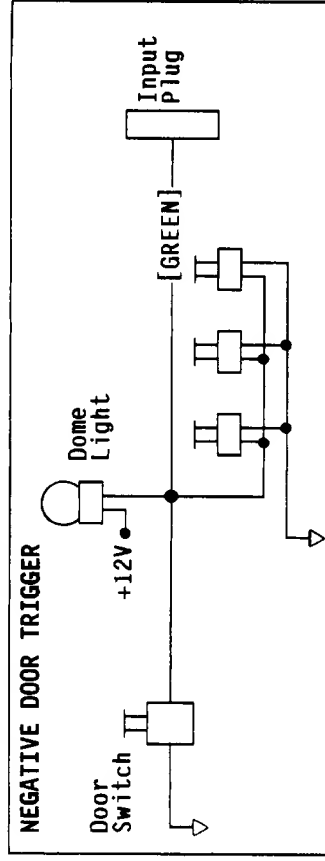 NEGATIVE DOOR TRIGGER
Dome
Light
+12V
Door
Switch
[GREEN]
Input
Plug